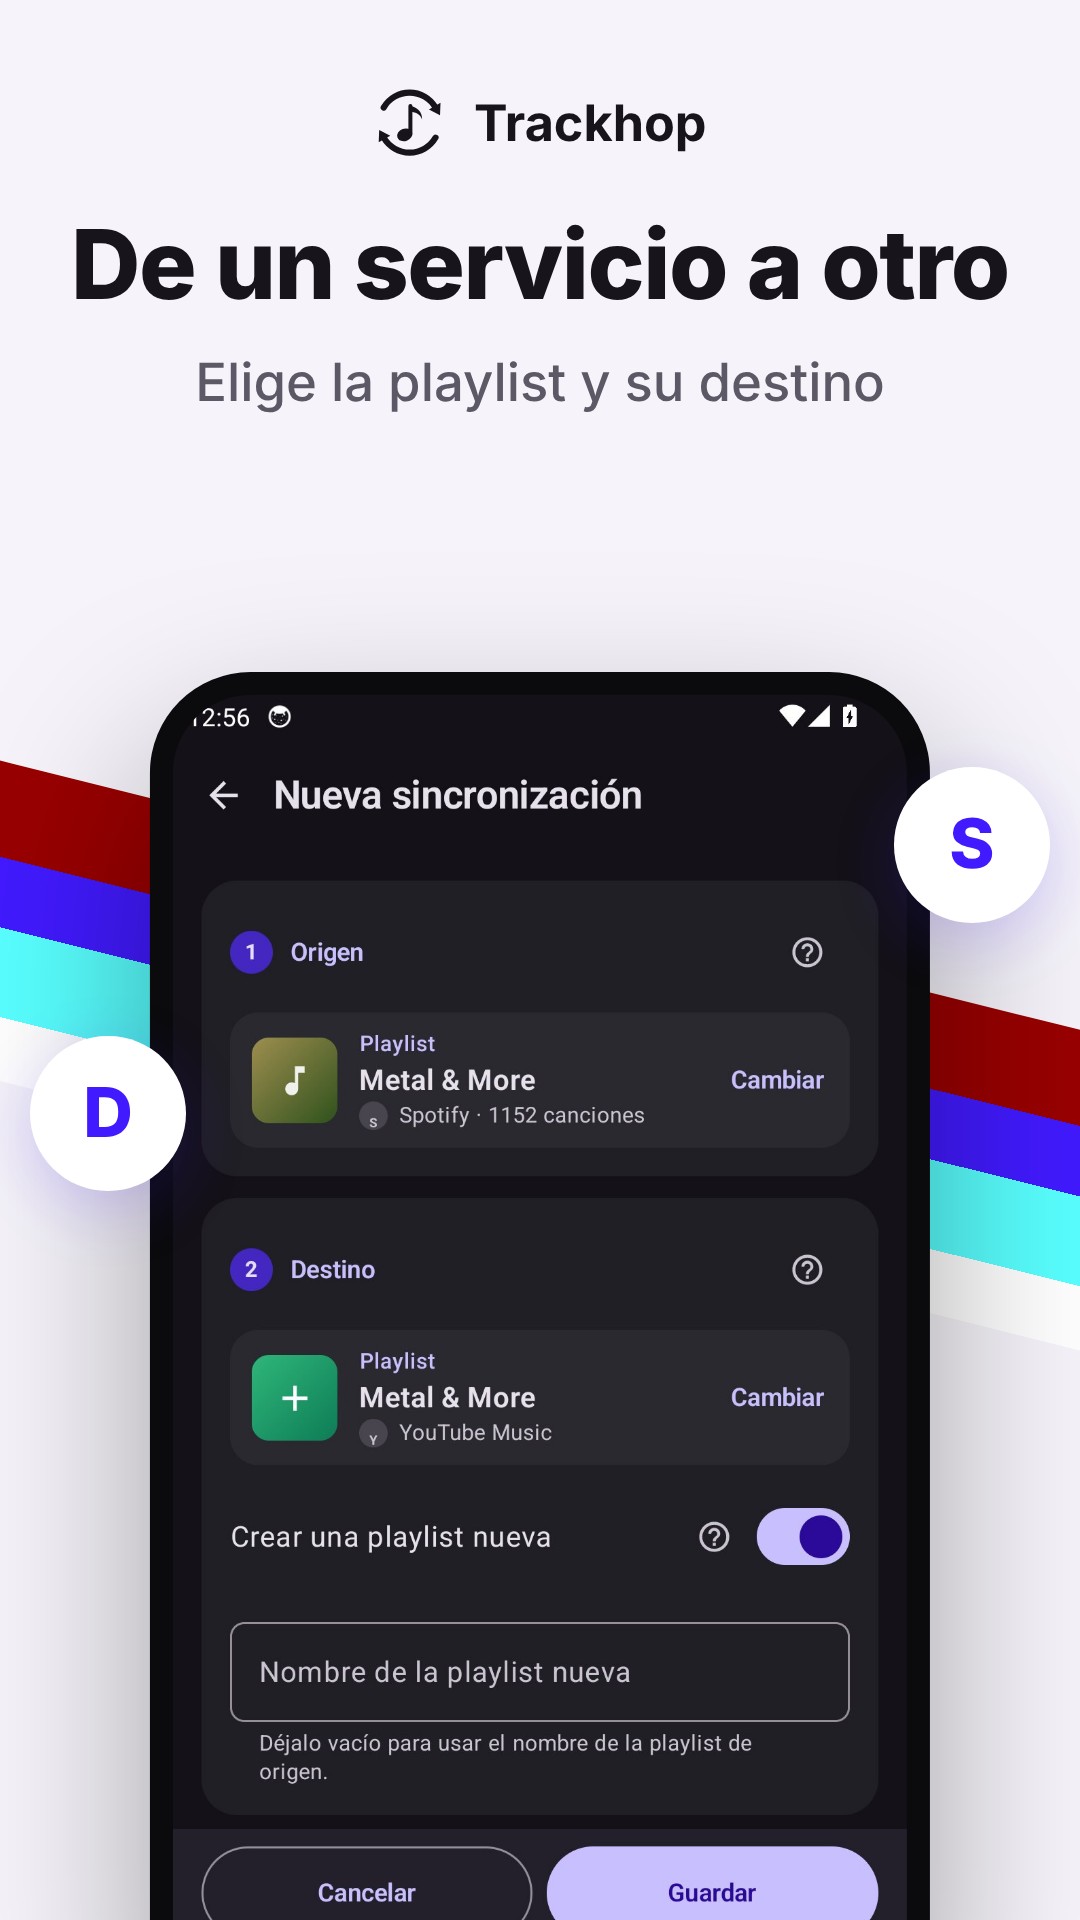 Trackhop
De un servicio a otro
Elige la playlist y su destino
12:56
Nueva sincronización
S
1 Origen
Playlist
Metal & More
Cambiar
S Spotify · 1152 canciones
D
2 Destino
Playlist
Metal & More
Cambiar
Y YouTube Music
Crear una playlist nueva
Nombre de la playlist nueva
Déjalo vacío para usar el nombre de la playlist de
origen.
Cancelar
Guardar